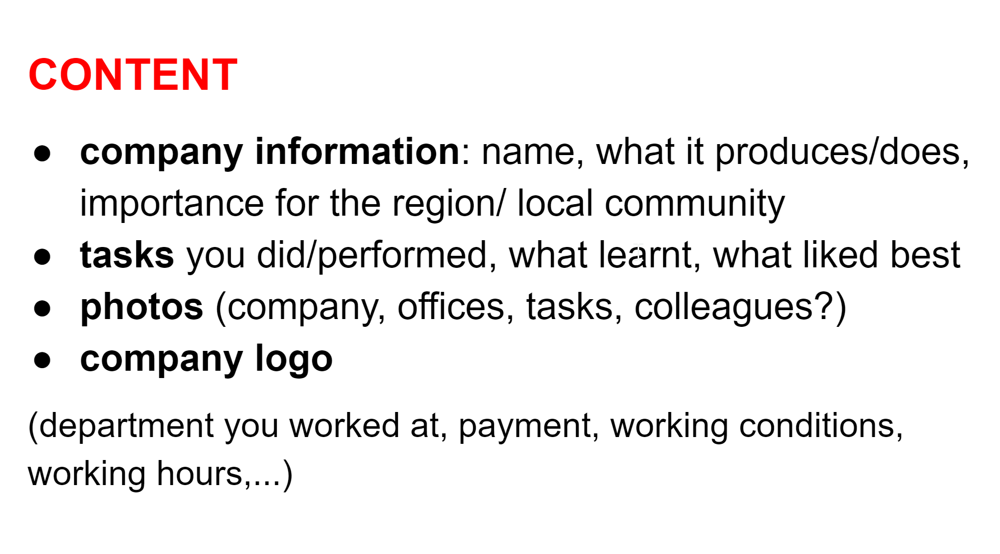 CONTENT
● company information: name, what it produces/does,
importance for the region/ local community
● tasks you did/performed, what learnt, what liked best
● photos (company, offices, tasks, colleagues?)
● company logo
(department you worked at, payment, working conditions,
working hours,...)